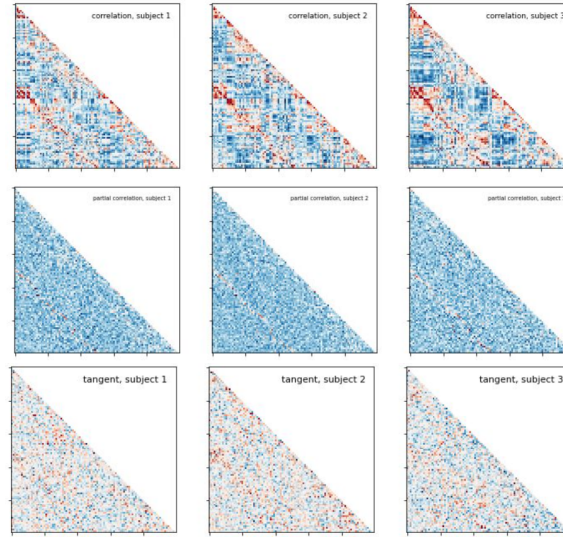 correlation, subject 1
correlation, subject 2
correlation, subject 3
partial correlation, subject 1
partial correlation, subject 2
partial correlation, subject
tangent, subject 1
tangent, subject 2
tangent, subject 3